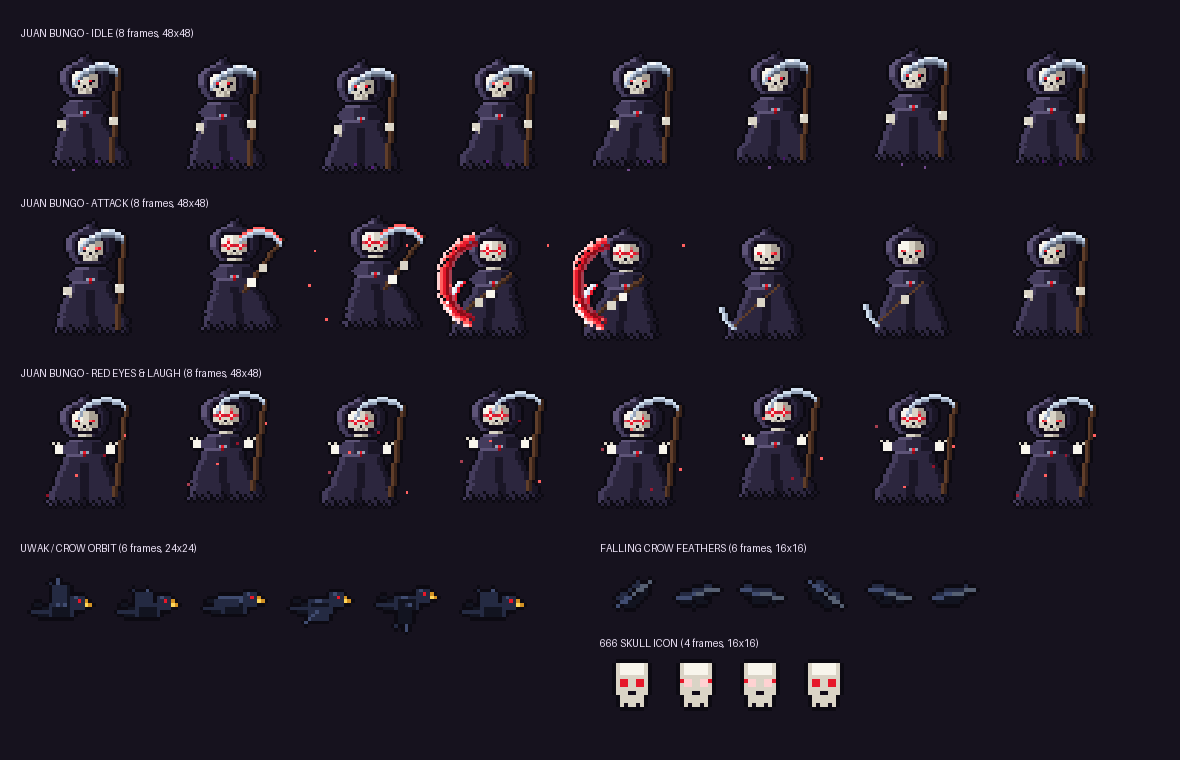 JUAN BUNGO - IDLE (8 frames, 48x48)
JUAN BUNGO - ATTACK (8 frames, 48x48)
JUAN BUNGO - RED EYES & LAUGH (8 frames, 48x48)
UWAK / CROW ORBIT (6 frames, 24x24)
FALLING CROW FEATHERS (6 frames, 16x16)
666 SKULL ICON (4 frames, 16x16)